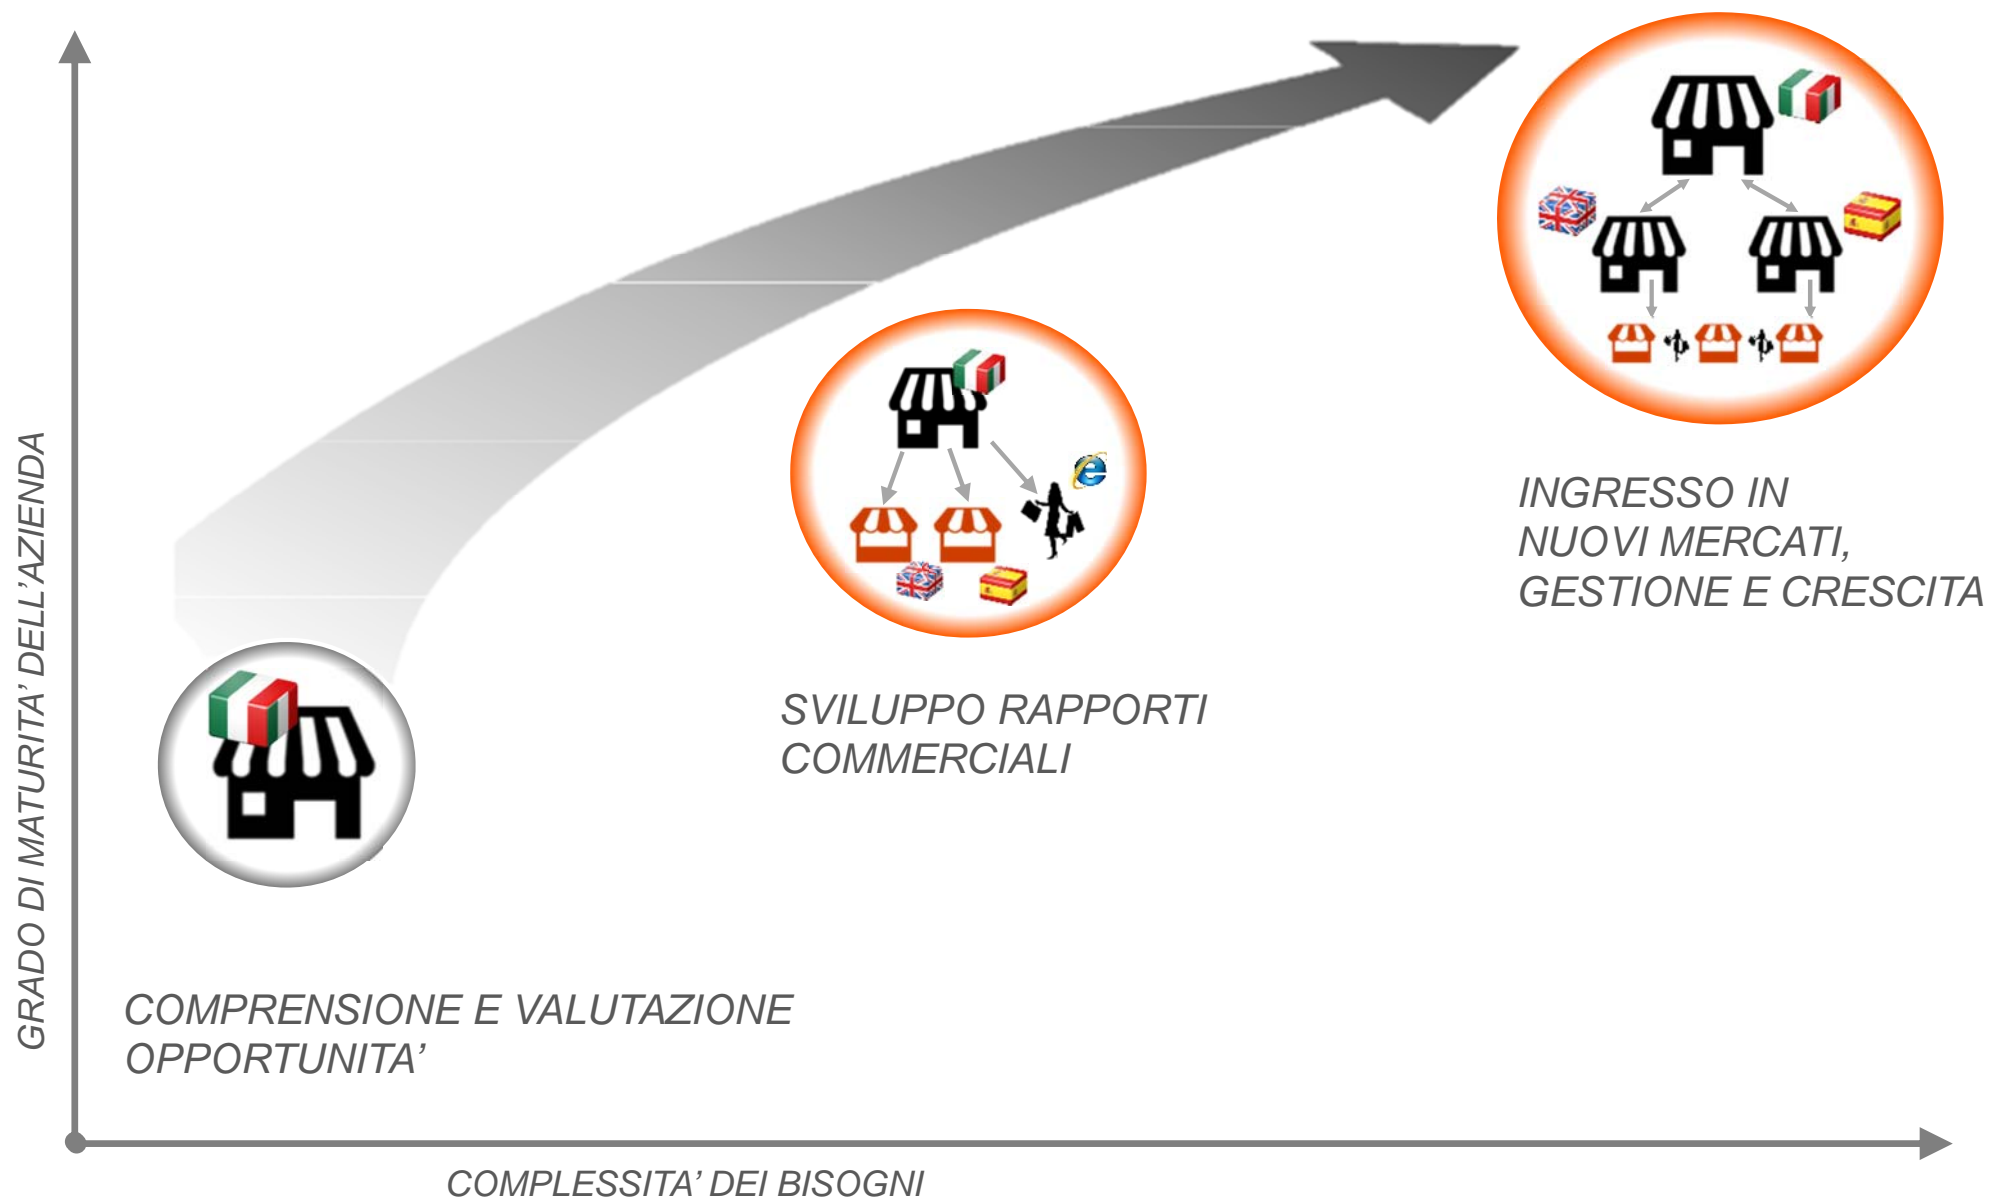 GRADO DI MATURITA’ DELL’AZIENDA
INGRESSO IN
NUOVI MERCATI,
GESTIONE E CRESCITA
SVILUPPO RAPPORTI
COMMERCIALI
COMPRENSIONE E VALUTAZIONE
OPPORTUNITA’
COMPLESSITA’ DEI BISOGNI